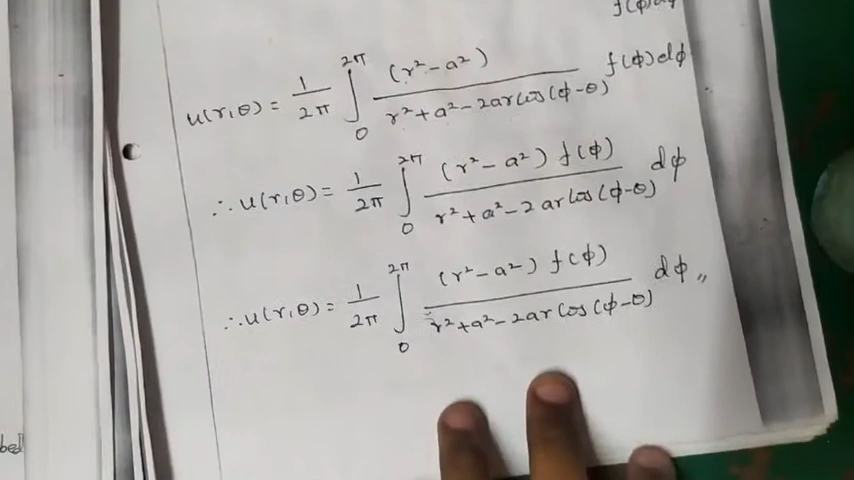 f(φ)dφ
u(r,θ) = 1/2π ∫₀^2π (r²-a²)/(r²+a²-2ar cos(φ-θ)) f(φ)dφ
∴ u(r,θ) = 1/2π ∫₀^2π (r²-a²) f(φ)/(r²+a²-2ar cos(φ-θ)) dφ
∴ u(r,θ) = 1/2π ∫₀^2π (r²-a²) f(φ)/(r²+a²-2ar cos(φ-θ)) dφ,,